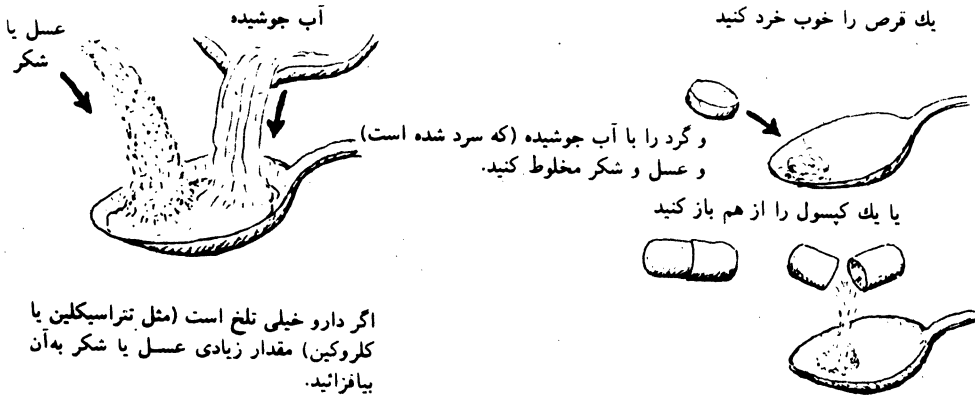 یك قرص را خوب خرد کنید
و گرد را با آب جوشیده (که سرد شده است)
و عسل و شکر مخلوط کنید.
یا یك کپسول را از هم باز کنید
آب جوشیده
عسل یا
شکر
اگر دارو خیلی تلخ است (مثل تتراسیکلین یا
کلروکین) مقدار زیادی عسل یا شکر به‌آن
بیافزائید.